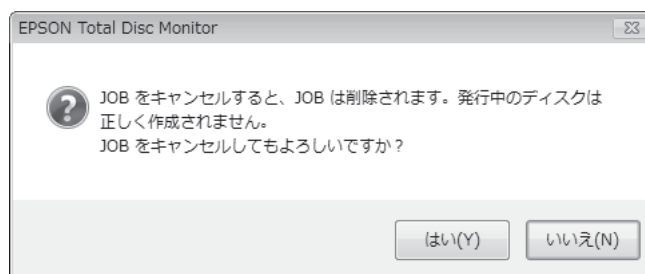 EPSON Total Disc Monitor
JOB をキャンセルすると、JOB は削除されます。発行中のディスクは
正しく作成されません。
JOB をキャンセルしてもよろしいですか？
はい(Y) いいえ(N)